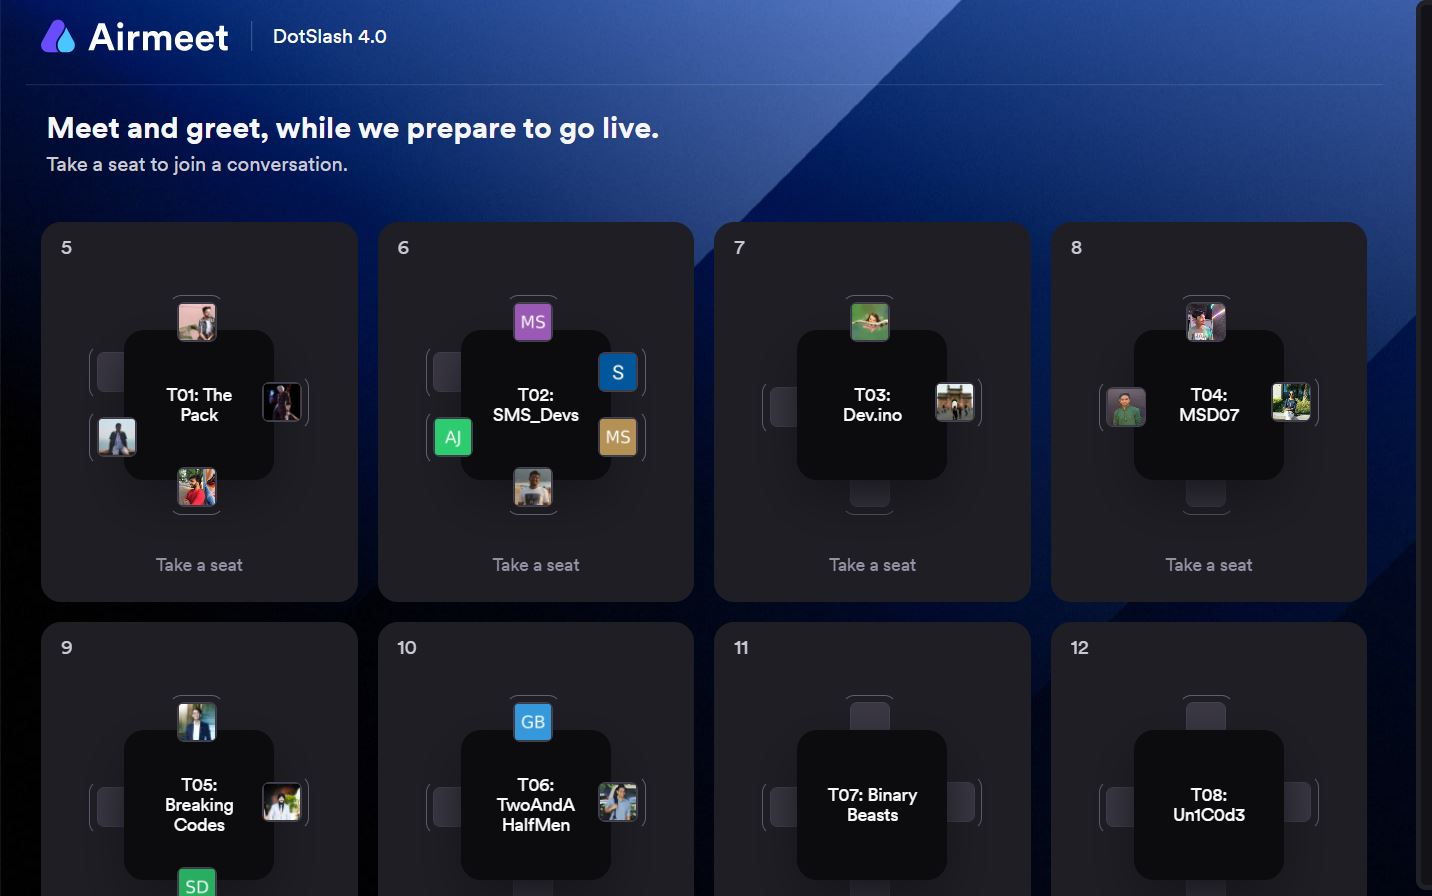 Airmeet
DotSlash 4.0
Meet and greet, while we prepare to go live.
Take a seat to join a conversation.
5
T01: The
Pack
Take a seat
6
MS
S
T02:
SMS_Devs
AJ
MS
Take a seat
7
T03:
Dev.ino
Take a seat
8
T04:
MSD07
Take a seat
9
T05:
Breaking
Codes
SD
10
GB
T06:
TwoAndA
HalfMen
11
T07: Binary
Beasts
12
T08:
Un1C0d3